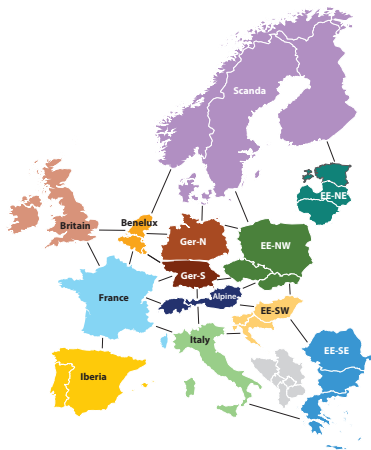 Scanda
EE-NE
Britain
Benelux
Ger-N
EE-NW
Ger-S
France
Alpine
EE-SW
Italy
EE-SE
Iberia